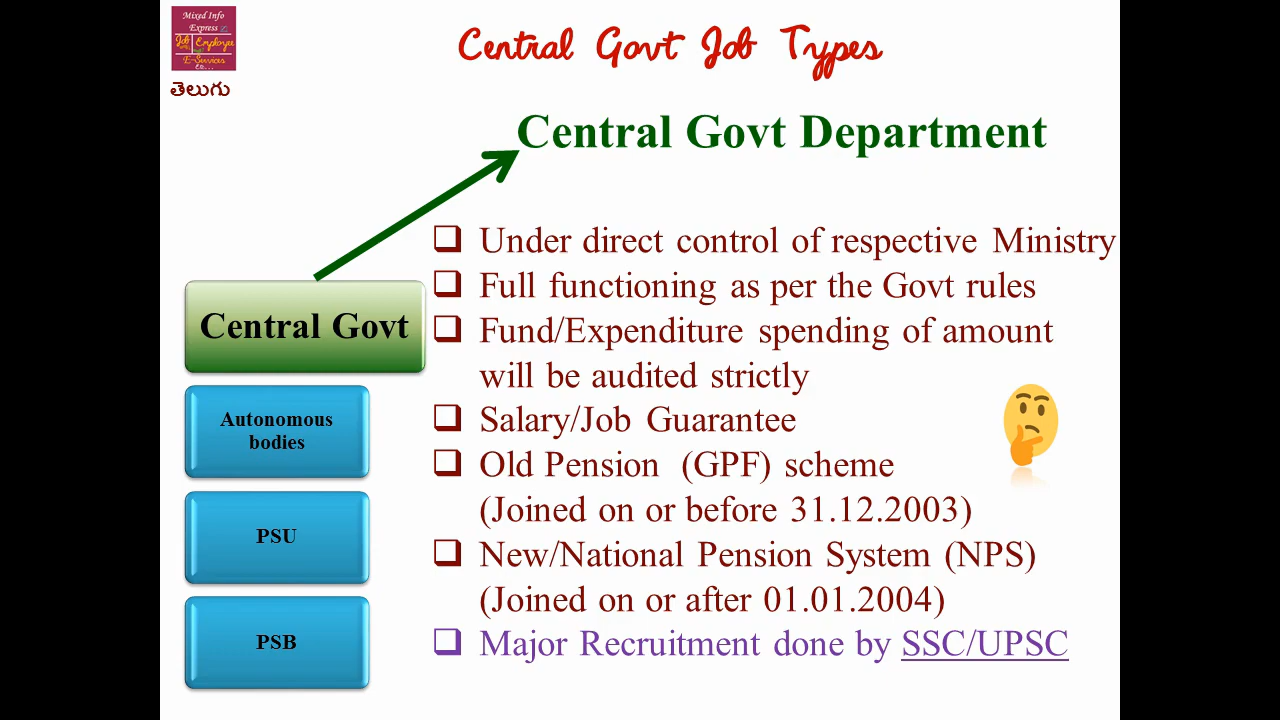 Mixed Info
Express
Job
Employee
E-Services
తెలుగు
Central Govt Job Types
Central Govt Department
❑ Under direct control of respective Ministry
❑ Full functioning as per the Govt rules
❑ Fund/Expenditure spending of amount
will be audited strictly
❑ Salary/Job Guarantee
❑ Old Pension (GPF) scheme
(Joined on or before 31.12.2003)
❑ New/National Pension System (NPS)
(Joined on or after 01.01.2004)
❑ Major Recruitment done by SSC/UPSC
Central Govt
Autonomous
bodies
PSU
PSB